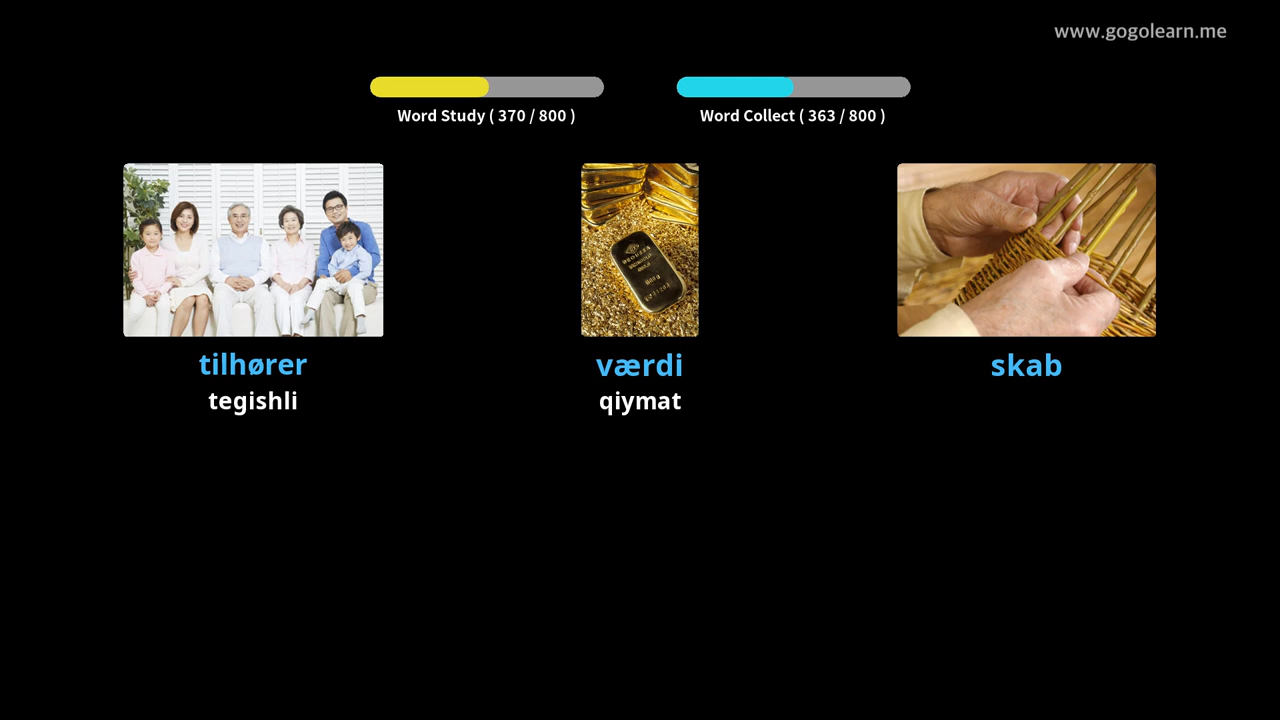 www.gogolearn.me
Word Study ( 370 / 800 )
Word Collect ( 363 / 800 )
tilhører
værdi
skab
tegishli
qiymat